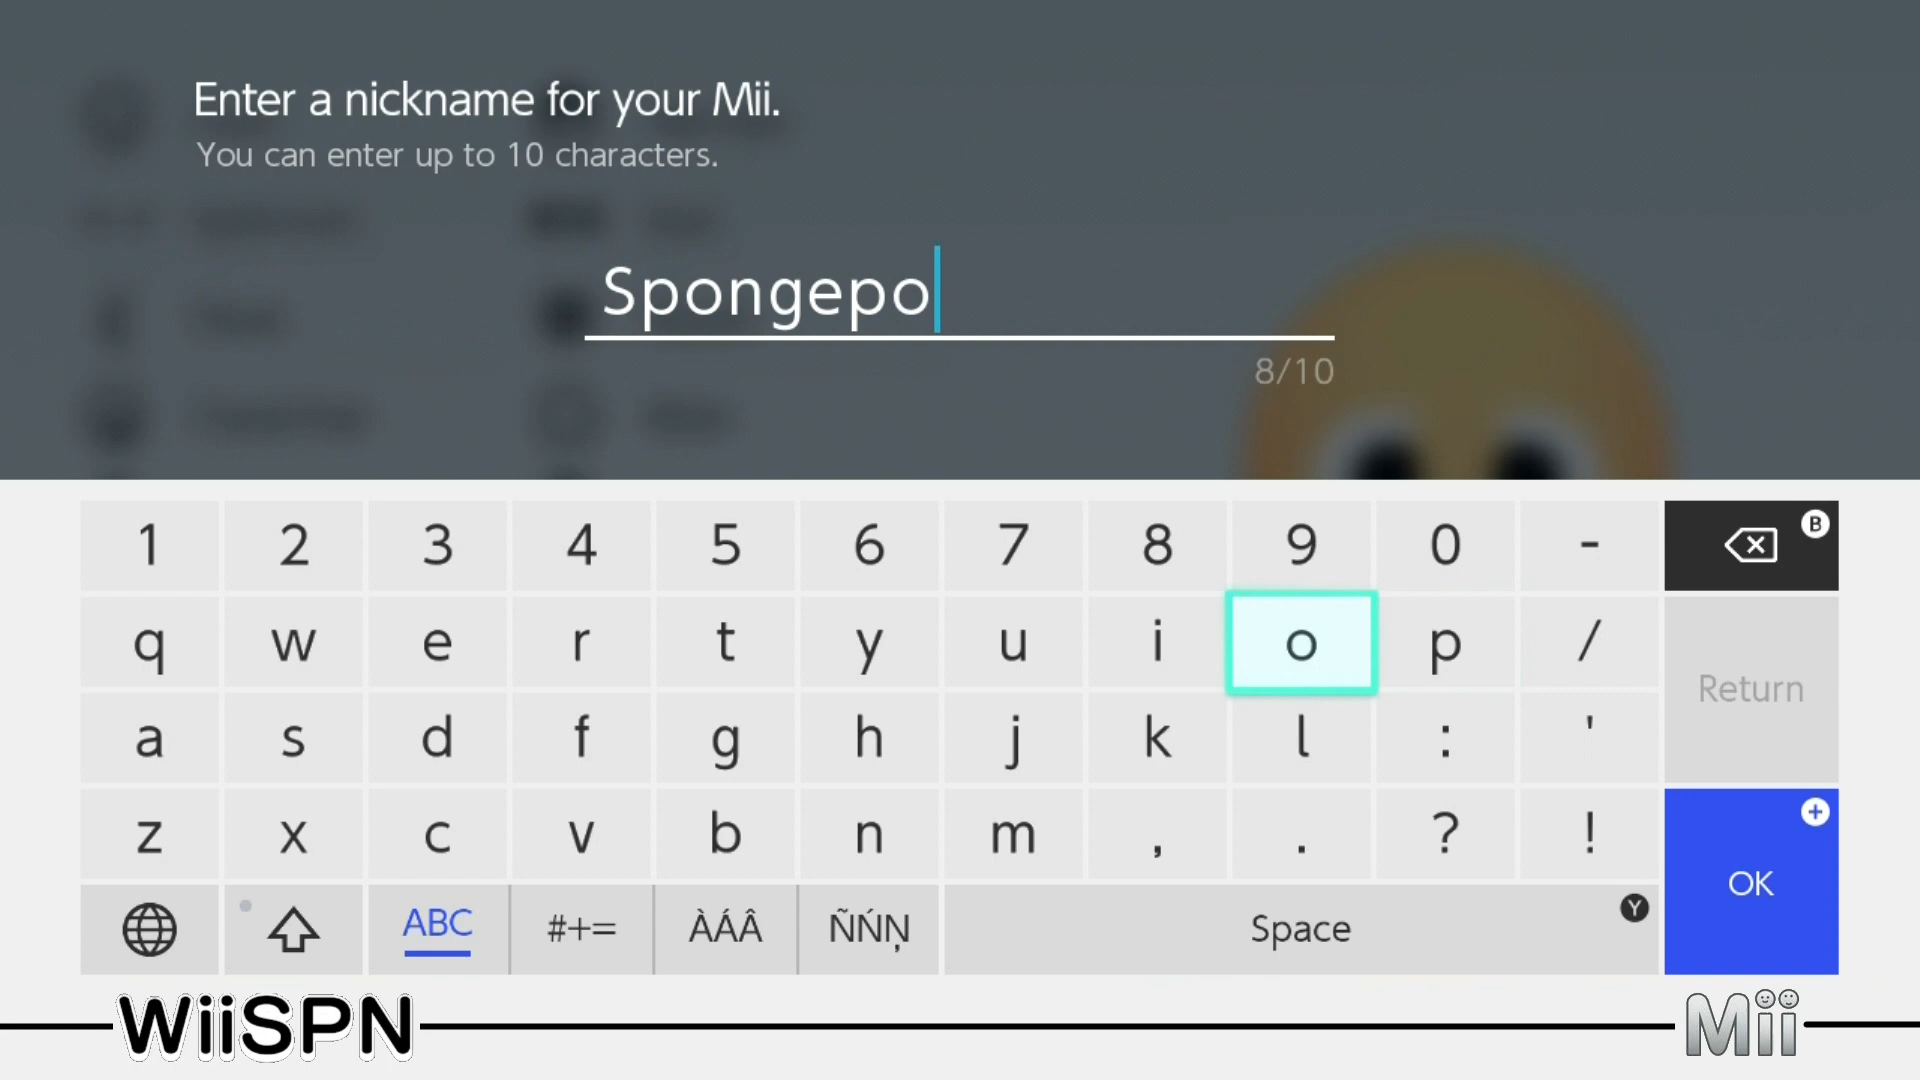 Enter a nickname for your Mii.
You can enter up to 10 characters.
Spongepo
8/10
1 2 3 4 5 6 7 8 9 0 - B
q w e r t y u i o p / Return
a s d f g h j k l : '
z x c v b n m , . ? ! + OK
ABC #+= ÀÁÂ ÑŃŅ Space Y
WiiSPN Mii